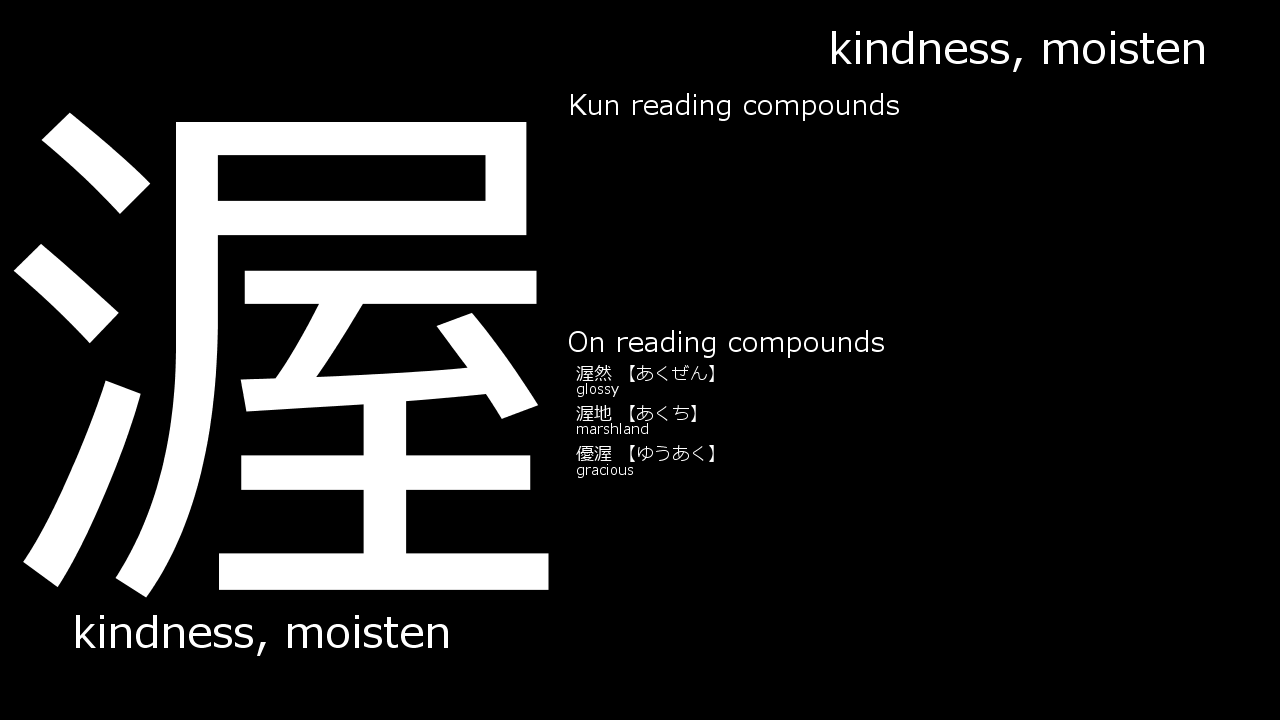 kindness, moisten
Kun reading compounds
渥
On reading compounds
渥然 【あくぜん】
glossy
渥地 【あくち】
marshland
優渥 【ゆうあく】
gracious
kindness, moisten